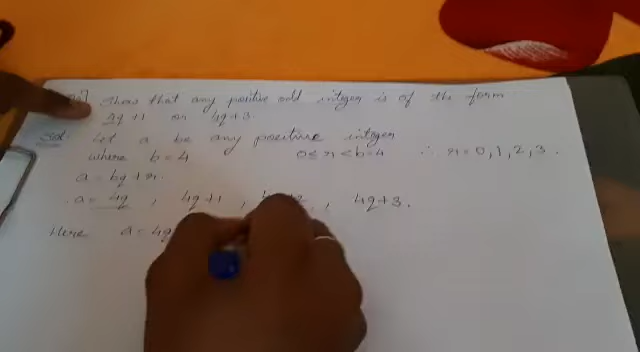 Show that any positive odd integer is of the form
4q+1 or 4q+3.
Sol. Let a be any positive integer
where b=4 0≤r<b=4 ∴ r=0,1,2,3.
a=bq+r.
a=4q, 4q+1, , 4q+3.
Here a=4q